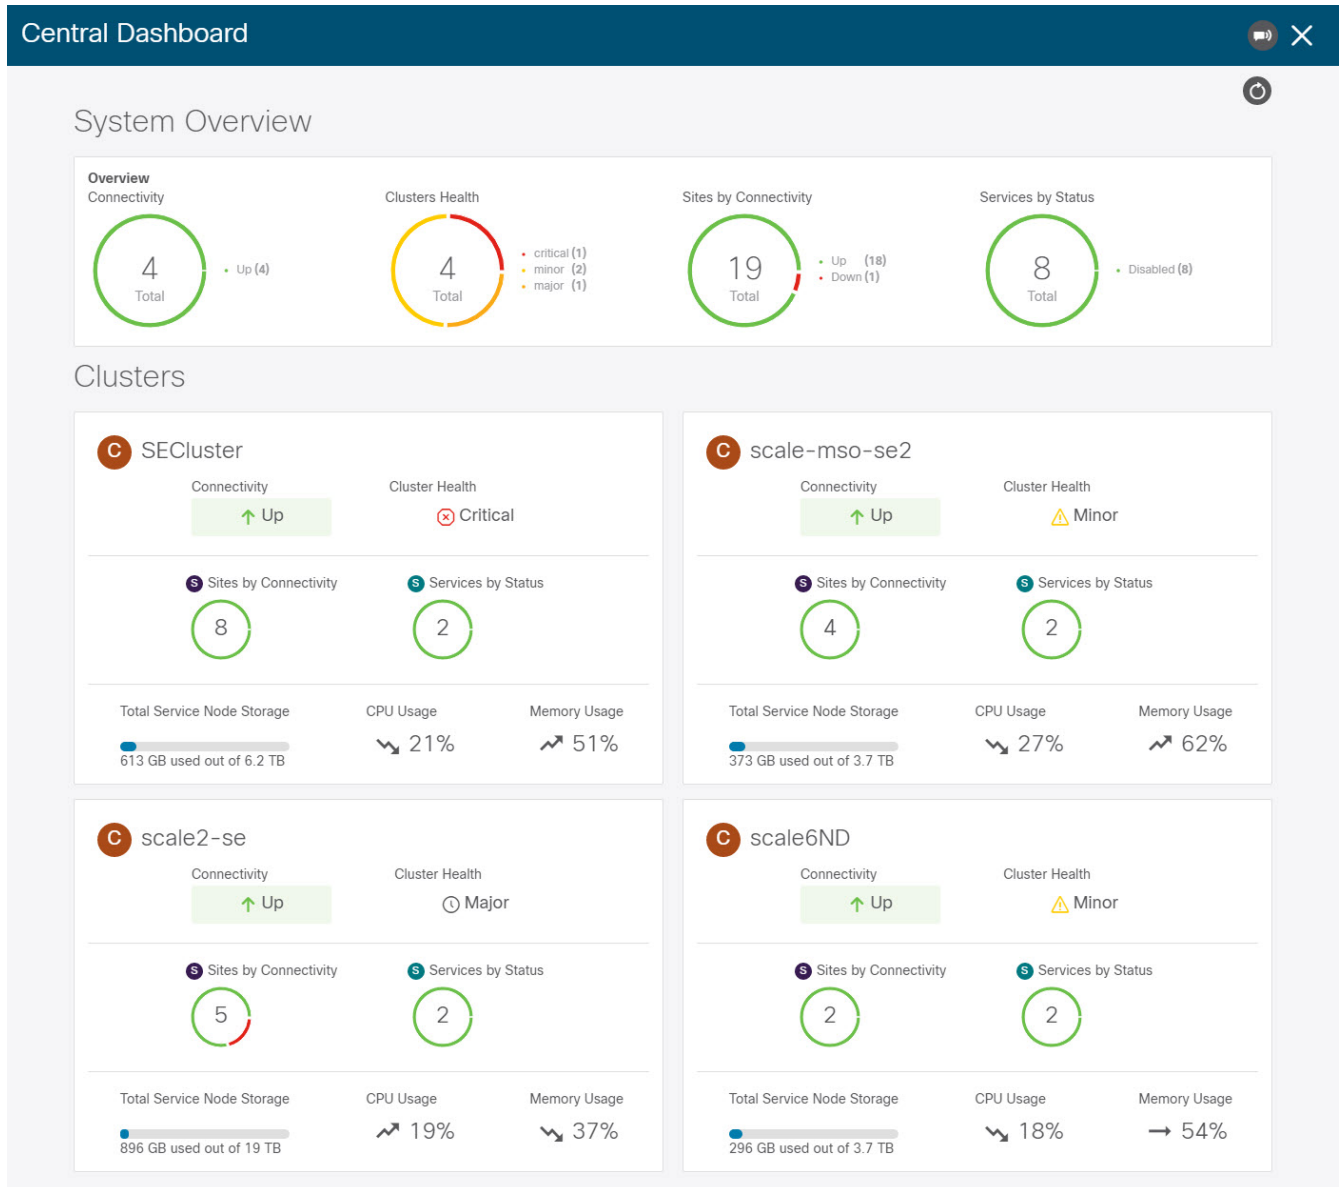 Central Dashboard
System Overview
Overview
Connectivity
4
Total
Up (4)
Clusters Health
4
Total
critical (1)
minor (2)
major (1)
Sites by Connectivity
19
Total
Up (18)
Down (1)
Services by Status
8
Total
Disabled (8)
Clusters
C SECluster
Connectivity
Up
Cluster Health
Critical
S Sites by Connectivity
8
S Services by Status
2
Total Service Node Storage
613 GB used out of 6.2 TB
CPU Usage
21%
Memory Usage
51%
C scale-mso-se2
Connectivity
Up
Cluster Health
Minor
S Sites by Connectivity
4
S Services by Status
2
Total Service Node Storage
373 GB used out of 3.7 TB
CPU Usage
27%
Memory Usage
62%
C scale2-se
Connectivity
Up
Cluster Health
Major
S Sites by Connectivity
5
S Services by Status
2
Total Service Node Storage
896 GB used out of 19 TB
CPU Usage
19%
Memory Usage
37%
C scale6ND
Connectivity
Up
Cluster Health
Minor
S Sites by Connectivity
2
S Services by Status
2
Total Service Node Storage
296 GB used out of 3.7 TB
CPU Usage
18%
Memory Usage
54%